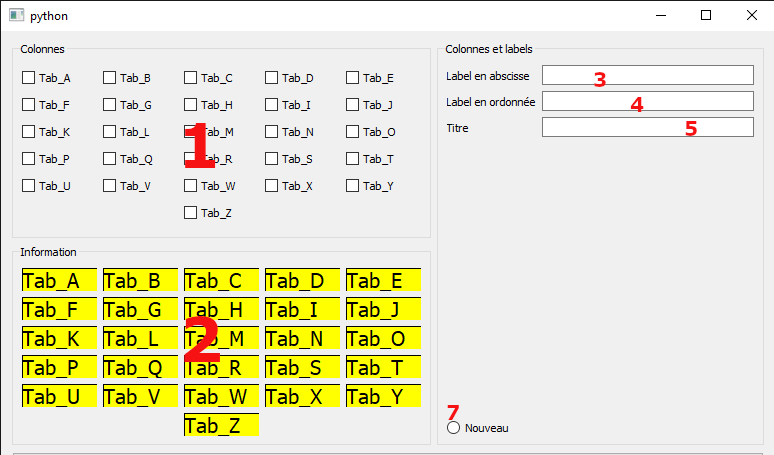 python
Colonnes
Tab_A Tab_B Tab_C Tab_D Tab_E
Tab_F Tab_G Tab_H Tab_I Tab_J
Tab_K Tab_L Tab_M Tab_N Tab_O
1
Tab_P Tab_Q Tab_R Tab_S Tab_T
Tab_U Tab_V Tab_W Tab_X Tab_Y
Tab_Z
Information
Tab_A Tab_B Tab_C Tab_D Tab_E
Tab_F Tab_G Tab_H Tab_I Tab_J
Tab_K Tab_L Tab_M Tab_N Tab_O
2
Tab_P Tab_Q Tab_R Tab_S Tab_T
Tab_U Tab_V Tab_W Tab_X Tab_Y
Tab_Z
Colonnes et labels
Label en abscisse 3
Label en ordonnée 4
Titre 5
7
Nouveau